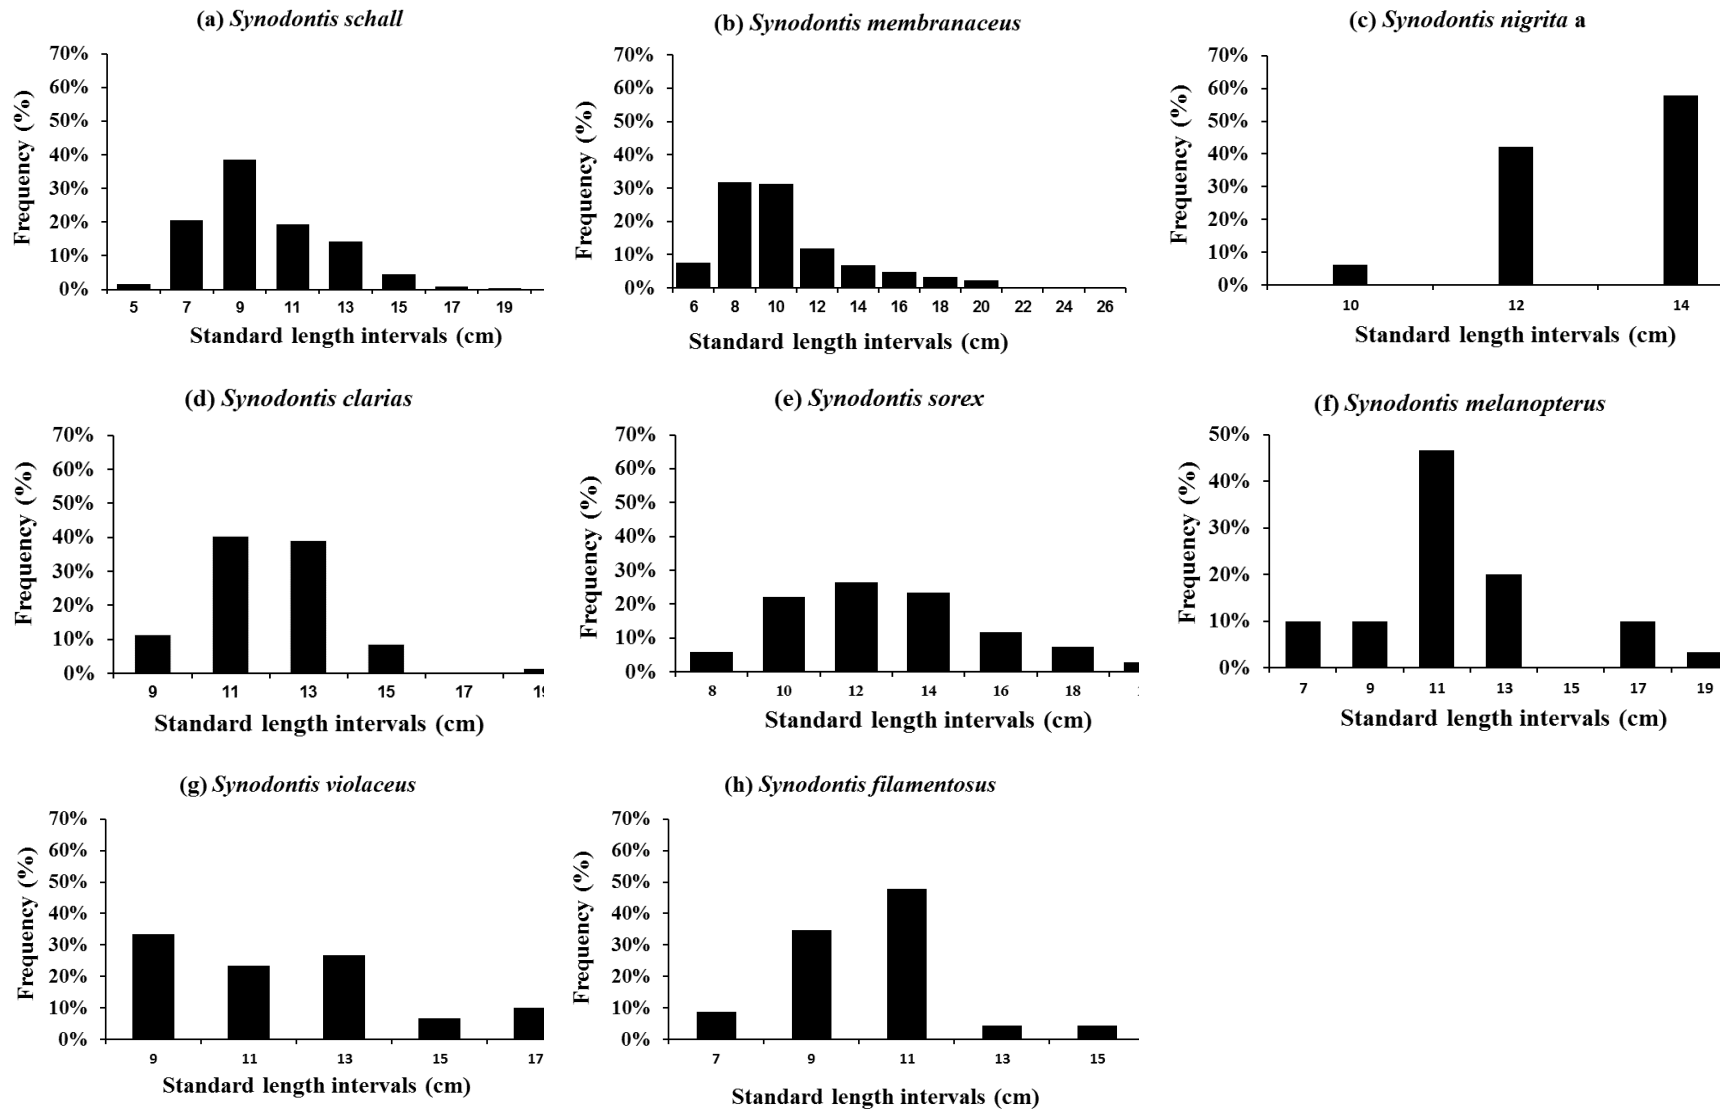 (a) Synodontis schall
70%
60%
50%
40%
30%
20%
10%
0%
Frequency (%)
5 7 9 11 13 15 17 19
Standard length intervals (cm)
(b) Synodontis membranaceus
70%
60%
50%
40%
30%
20%
10%
0%
Frequency (%)
6 8 10 12 14 16 18 20 22 24 26
Standard length intervals (cm)
(c) Synodontis nigrita a
70%
60%
50%
40%
30%
20%
10%
0%
Frequency (%)
10 12 14
Standard length intervals (cm)
(d) Synodontis clarias
70%
60%
50%
40%
30%
20%
10%
0%
Frequency (%)
9 11 13 15 17
Standard length intervals (cm)
(e) Synodontis sorex
70%
60%
50%
40%
30%
20%
10%
0%
Frequency (%)
8 10 12 14 16 18
Standard length intervals (cm)
(f) Synodontis melanopterus
50%
40%
30%
20%
10%
0%
Frequency (%)
7 9 11 13 15 17 19
Standard length intervals (cm)
(g) Synodontis violaceus
70%
60%
50%
40%
30%
20%
10%
0%
Frequency (%)
9 11 13 15 17
Standard length intervals (cm)
(h) Synodontis filamentosus
70%
60%
50%
40%
30%
20%
10%
0%
Frequency (%)
7 9 11 13 15
Standard length intervals (cm)